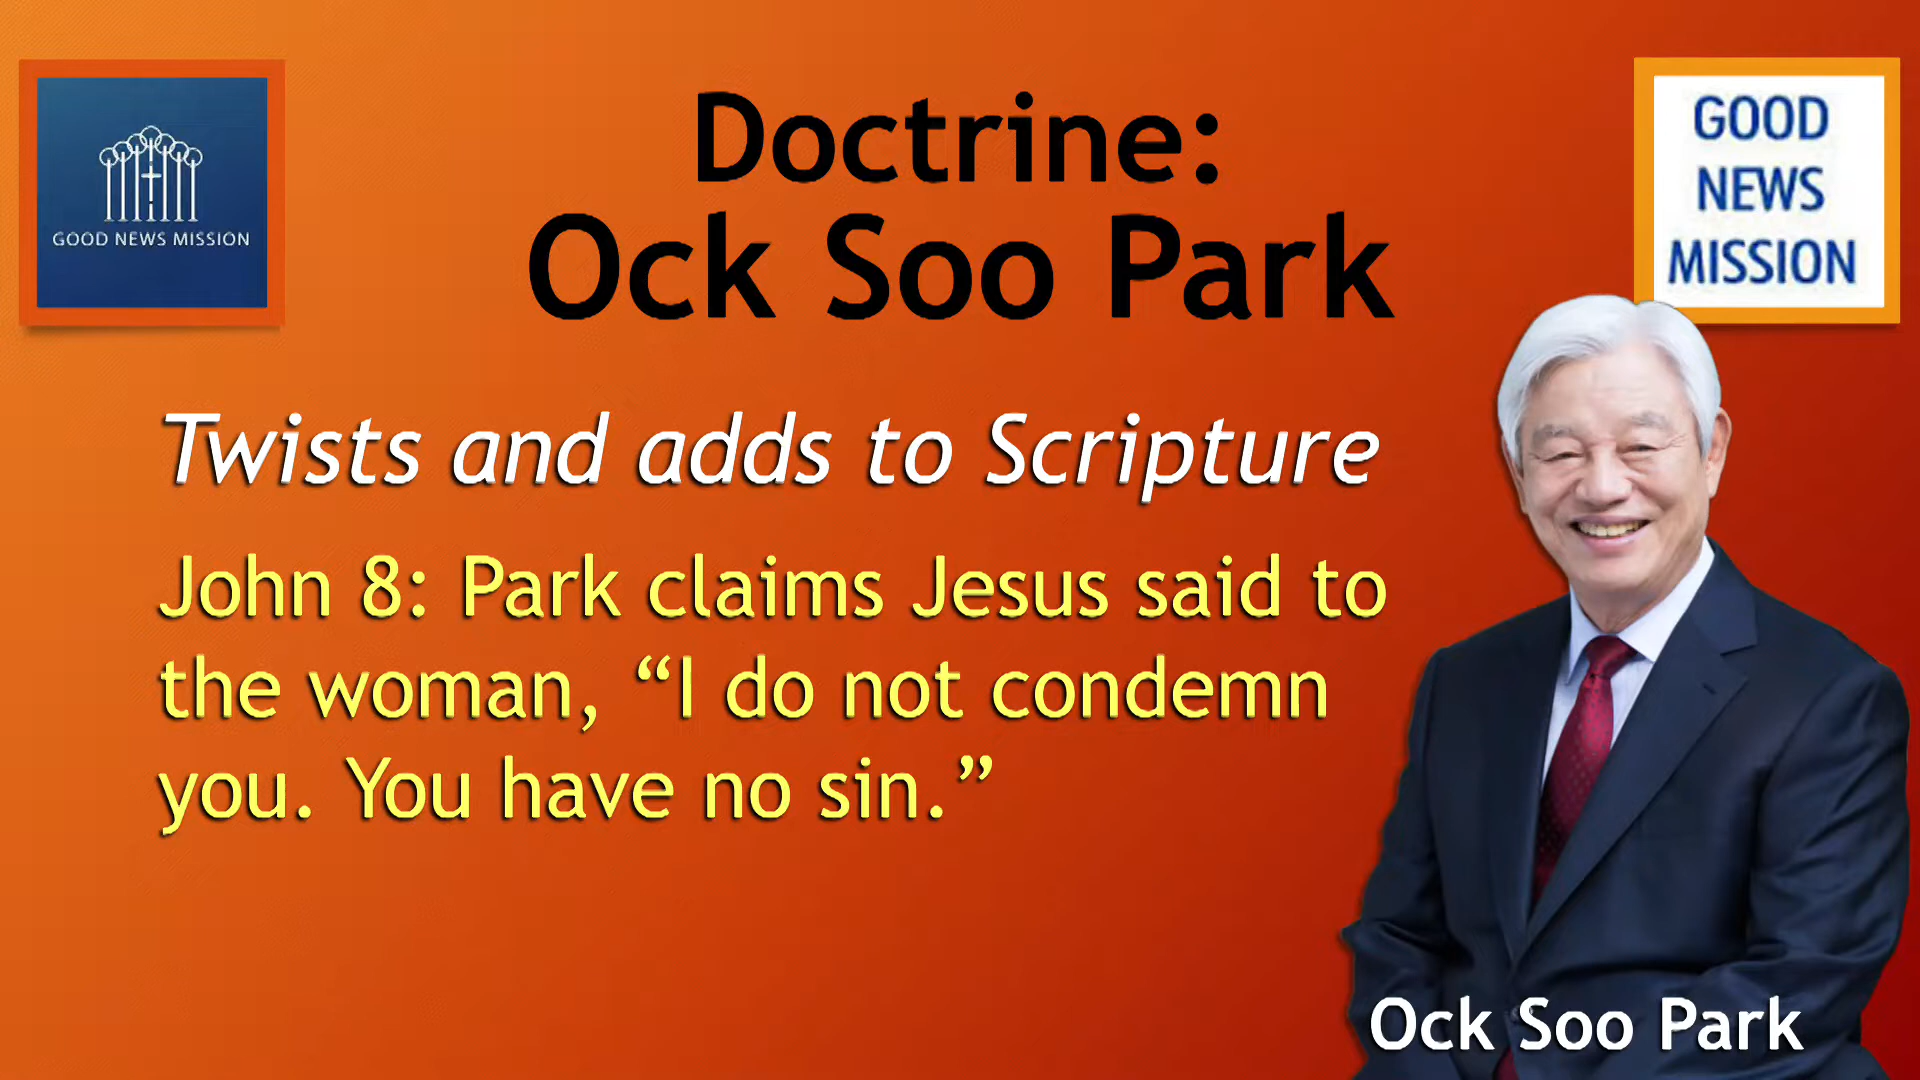 GOOD NEWS MISSION
Doctrine:
Ock Soo Park
GOOD
NEWS
MISSION
Twists and adds to Scripture
John 8: Park claims Jesus said to
the woman, “I do not condemn
you. You have no sin.”
Ock Soo Park